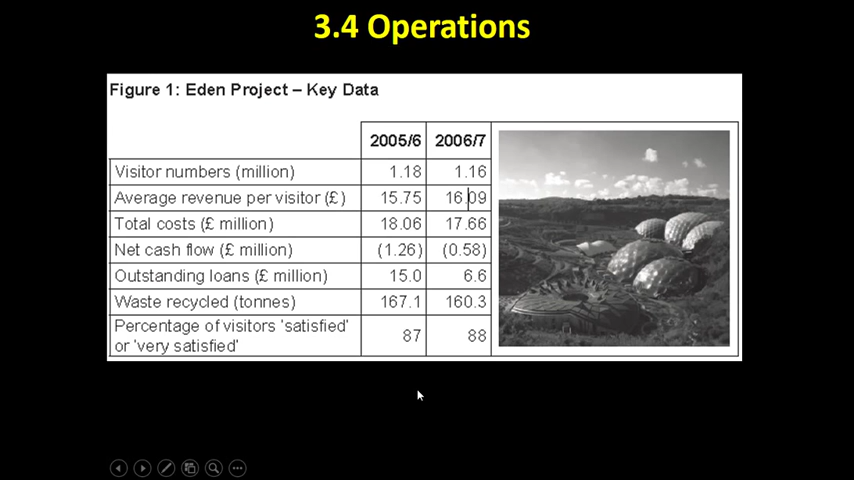 3.4 Operations
Figure 1: Eden Project – Key Data
2005/6 2006/7
Visitor numbers (million) 1.18 1.16
Average revenue per visitor (£) 15.75 16.09
Total costs (£ million) 18.06 17.66
Net cash flow (£ million) (1.26) (0.58)
Outstanding loans (£ million) 15.0 6.6
Waste recycled (tonnes) 167.1 160.3
Percentage of visitors 'satisfied'
or 'very satisfied' 87 88